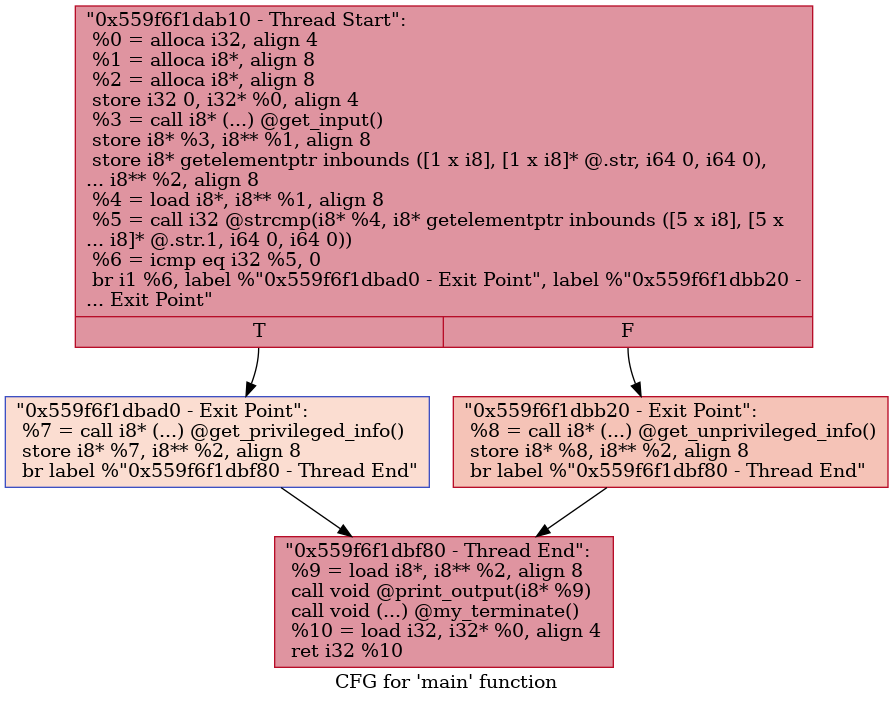 "0x559f6f1dab10 - Thread Start":
%0 = alloca i32, align 4
%1 = alloca i8*, align 8
%2 = alloca i8*, align 8
store i32 0, i32* %0, align 4
%3 = call i8* (...) @get_input()
store i8* %3, i8** %1, align 8
store i8* getelementptr inbounds ([1 x i8], [1 x i8]* @.str, i64 0, i64 0),
... i8** %2, align 8
%4 = load i8*, i8** %1, align 8
%5 = call i32 @strcmp(i8* %4, i8* getelementptr inbounds ([5 x i8], [5 x
... i8]* @.str.1, i64 0, i64 0))
%6 = icmp eq i32 %5, 0
br i1 %6, label %"0x559f6f1dbad0 - Exit Point", label %"0x559f6f1dbb20 -
... Exit Point"
T
F
"0x559f6f1dbad0 - Exit Point":
%7 = call i8* (...) @get_privileged_info()
store i8* %7, i8** %2, align 8
br label %"0x559f6f1dbf80 - Thread End"
"0x559f6f1dbb20 - Exit Point":
%8 = call i8* (...) @get_unprivileged_info()
store i8* %8, i8** %2, align 8
br label %"0x559f6f1dbf80 - Thread End"
"0x559f6f1dbf80 - Thread End":
%9 = load i8*, i8** %2, align 8
call void @print_output(i8* %9)
call void (...) @my_terminate()
%10 = load i32, i32* %0, align 4
ret i32 %10
CFG for 'main' function